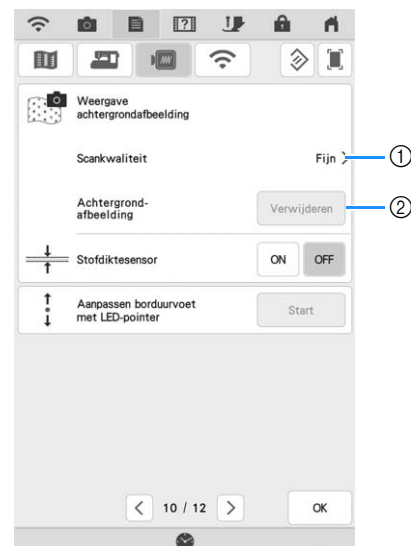 Weergave
achtergrondafbeelding
Scankwaliteit Fijn
①
Achtergrond-
afbeelding
Verwijderen
②
Stofdiktesensor ON OFF
Aanpassen borduurvoet
met LED-pointer
Start
< 10 / 12 > OK